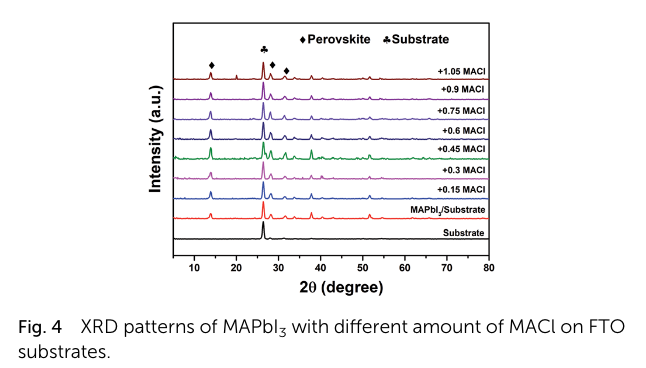 ♦Perovskite ♣Substrate
♣
♦ ♦ ♦
+1.05 MACl
+0.9 MACl
+0.75 MACl
+0.6 MACl
+0.45 MACl
+0.3 MACl
+0.15 MACl
MAPbI₃/Substrate
Substrate
Intensity (a.u.)
10 20 30 40 50 60 70 80
2θ (degree)
Fig. 4 XRD patterns of MAPbI₃ with different amount of MACl on FTO
substrates.